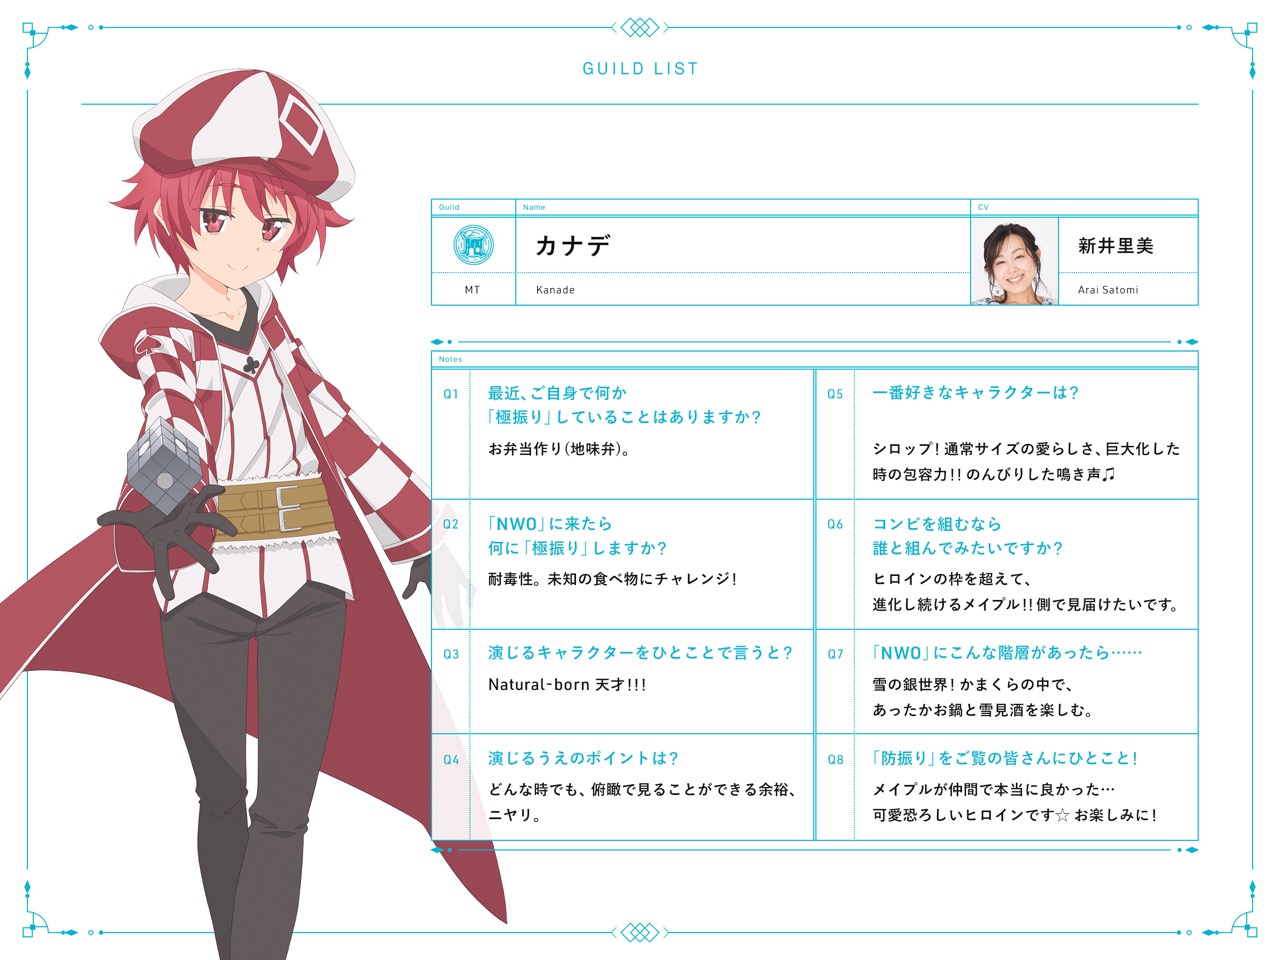 GUILD LIST
Guild
Name
CV
カナデ
新井里美
MT
Kanade
Arai Satomi
Notes
Q1
最近、ご自身で何か
「極振り」していることはありますか？
お弁当作り（地味弁）。
Q2
「NWO」に来たら
何に「極振り」しますか？
耐毒性。未知の食べ物にチャレンジ！
Q3
演じるキャラクターをひとことで言うと？
Natural-born 天才！！！
Q4
演じるうえのポイントは？
どんな時でも、俯瞰で見ることができる余裕、
ニヤリ。
Q5
一番好きなキャラクターは？
シロップ！通常サイズの愛らしさ、巨大化した
時の包容力！！のんびりした鳴き声♫
Q6
コンビを組むなら
誰と組んでみたいですか？
ヒロインの枠を超えて、
進化し続けるメイプル！！側で見届けたいです。
Q7
「NWO」にこんな階層があったら……
雪の銀世界！かまくらの中で、
あったかお鍋と雪見酒を楽しむ。
Q8
「防振り」をご覧の皆さんにひとこと！
メイプルが仲間で本当に良かった…
可愛恐ろしいヒロインです☆お楽しみに！